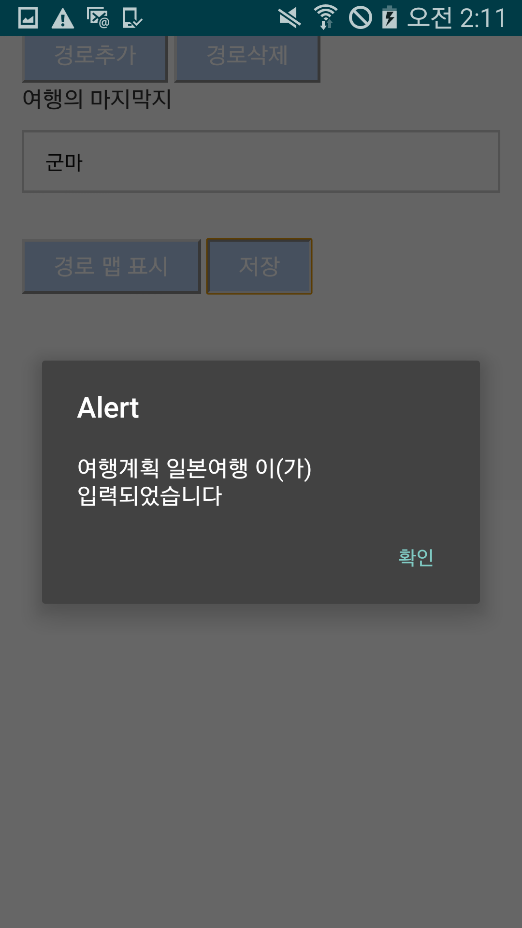 오전 2:11
경로추가 경로삭제
여행의 마지막지
군마
경로 맵 표시 저장
Alert
여행계획 일본여행 이(가)
입력되었습니다
확인